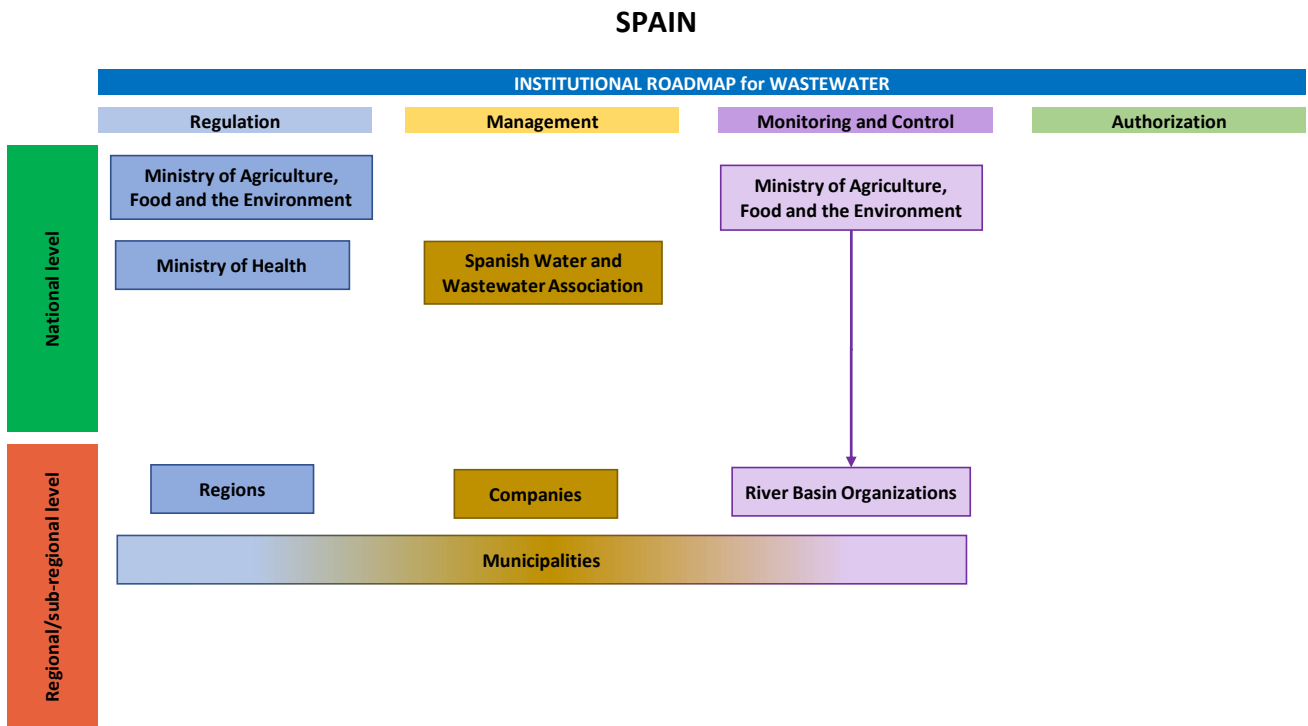 SPAIN
INSTITUTIONAL ROADMAP for WASTEWATER
Regulation
Management
Monitoring and Control
Authorization
National level
Ministry of Agriculture,
Food and the Environment
Ministry of Agriculture,
Food and the Environment
Ministry of Health
Spanish Water and
Wastewater Association
Regional/sub-regional level
Regions
Companies
River Basin Organizations
Municipalities